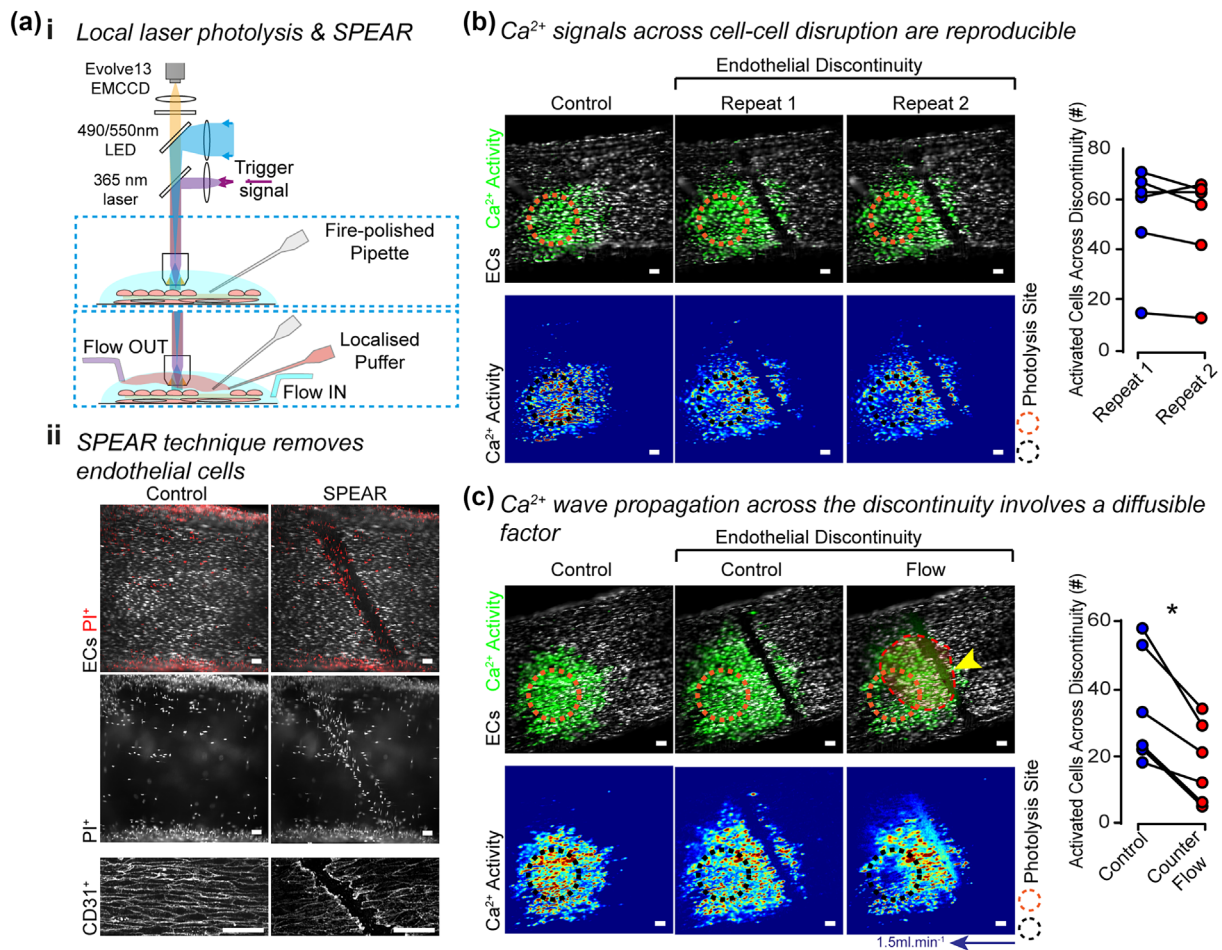 (a) i Local laser photolysis & SPEAR
Evolve13
EMCCD
490/550nm
LED
365 nm
laser
Trigger
signal
Fire-polished
Pipette
Flow OUT
Localised
Puffer
Flow IN
ii SPEAR technique removes
endothelial cells
Control
SPEAR
ECs PI⁺
PI⁺
CD31⁺
(b) Ca²⁺ signals across cell-cell disruption are reproducible
Endothelial Discontinuity
Control
Repeat 1
Repeat 2
ECs Ca²⁺ Activity
Ca²⁺ Activity
Photolysis Site
Activated Cells Across Discontinuity (#)
80
60
40
20
0
Repeat 1
Repeat 2
(c) Ca²⁺ wave propagation across the discontinuity involves a diffusible
factor
Endothelial Discontinuity
Control
Control
Flow
ECs Ca²⁺ Activity
Ca²⁺ Activity
Photolysis Site
1.5ml.min⁻¹
Activated Cells Across Discontinuity (#)
60
40
20
0
*
Control
Counter
Flow